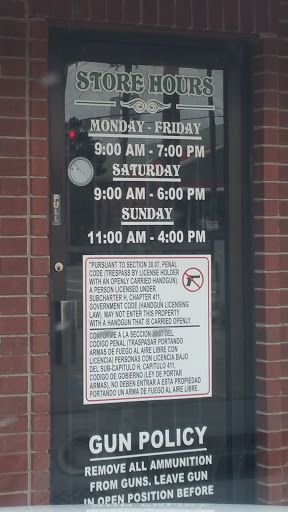 STORE HOURS
MONDAY - FRIDAY
9:00 AM - 7:00 PM
SATURDAY
9:00 AM - 6:00 PM
SUNDAY
11:00 AM - 4:00 PM
PULL
"PURSUANT TO SECTION 30.07, PENAL
CODE (TRESPASS BY LICENSE HOLDER
WITH AN OPENLY CARRIED HANDGUN),
A PERSON LICENSED UNDER
SUBCHARTER H, CHAPTER 411,
GOVERNMENT CODE (HANDGUN LICENSING
LAW), MAY NOT ENTER THIS PROPERTY
WITH A HANDGUN THAT IS CARRIED OPENLY.
CONFORME A LA SECCION DEL
CODIGO PENAL (TRASPASAR PORTANDO
ARMAS DE FUEGO AL AIRE LIBRE CON
LICENCIA) PERSONAS CON LICENCIA BAJO
DEL SUB-CAPITULO H, CAPITULO 411,
CODIGO DE GOBIERNO (LEY DE PORTAR
ARMAS), NO DEBEN ENTRAR A ESTA PROPIEDAD
PORTANDO UN ARMA DE FUEGO AL AIRE LIBRE.
GUN POLICY
REMOVE ALL AMMUNITION
FROM GUNS. LEAVE GUN
IN OPEN POSITION BEFORE